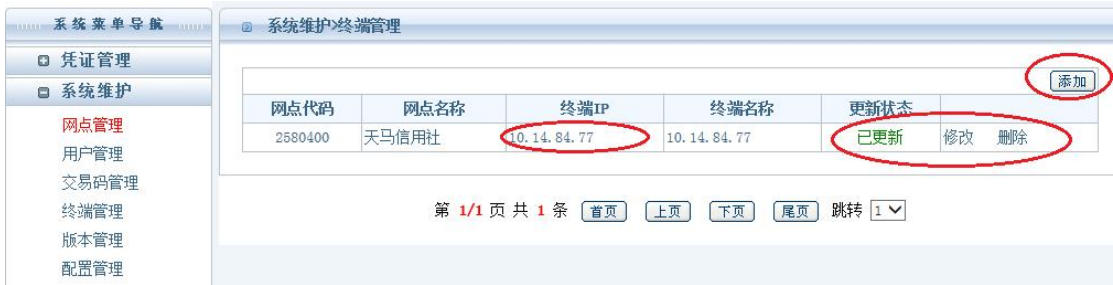 系统菜单导航
系统维护>终端管理
凭证管理
系统维护
网点管理
用户管理
交易码管理
终端管理
版本管理
配置管理
添加
网点代码 网点名称 终端IP 终端名称 更新状态
2580400 天马信用社 10.14.84.77 10.14.84.77 已更新 修改 删除
第 1/1 页 共 1 条 首页 上页 下页 尾页 跳转 1